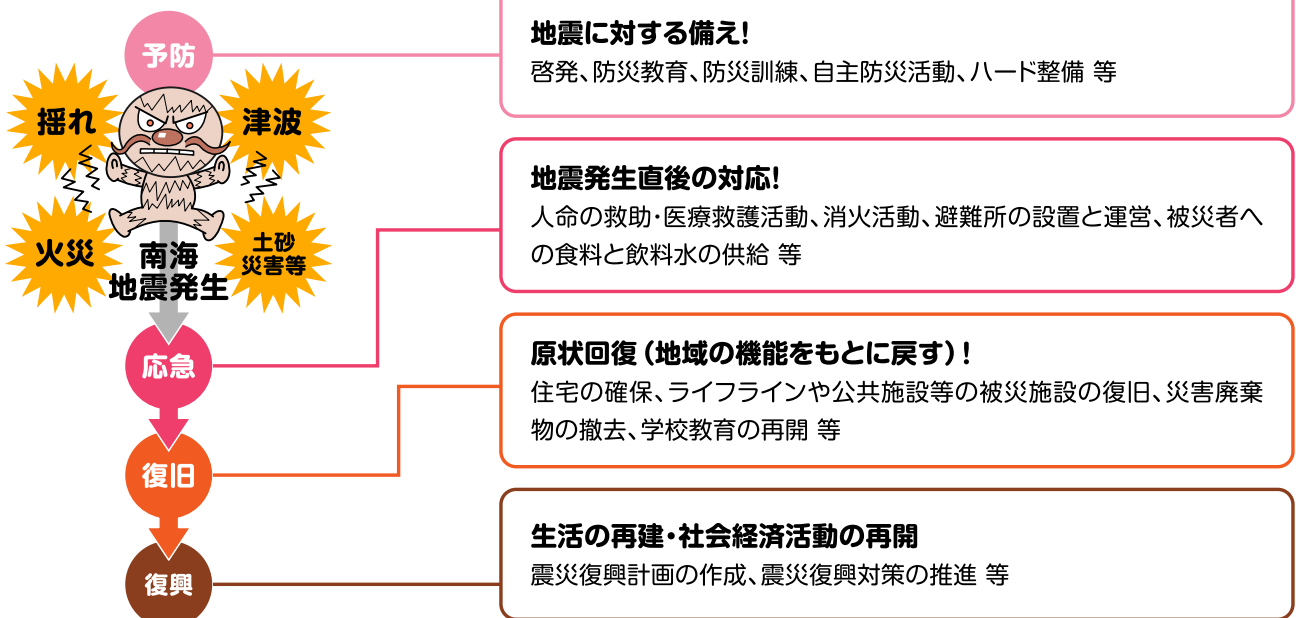 予防
地震に対する備え!
啓発、防災教育、防災訓練、自主防災活動、ハード整備 等
揺れ
津波
火災
土砂
災害等
南海
地震発生
地震発生直後の対応!
人命の救助・医療救護活動、消火活動、避難所の設置と運営、被災者へ
の食料と飲料水の供給 等
応急
原状回復(地域の機能をもとに戻す)!
住宅の確保、ライフラインや公共施設等の被災施設の復旧、災害廃棄
物の撤去、学校教育の再開 等
復旧
生活の再建・社会経済活動の再開
震災復興計画の作成、震災復興対策の推進 等
復興